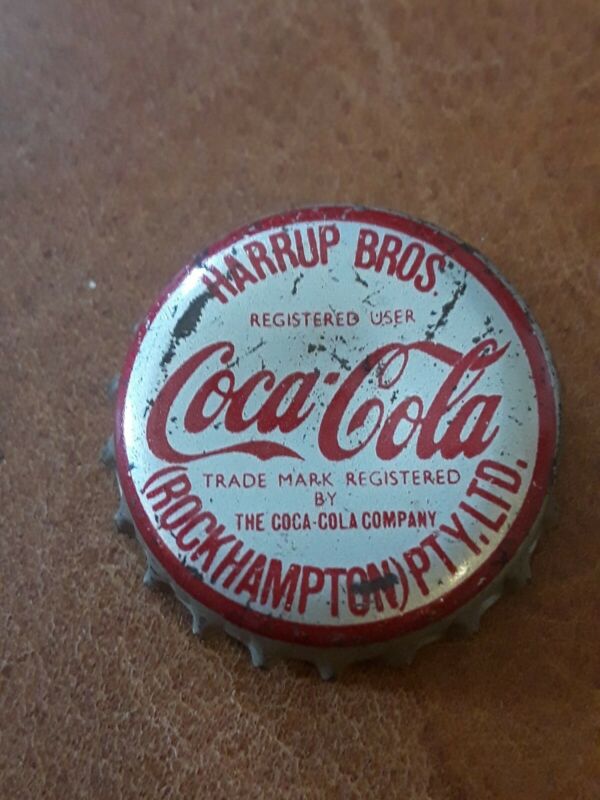 HARRUP BROS.
REGISTERED USER
Coca-Cola
TRADE MARK REGISTERED
BY
THE COCA-COLA COMPANY
(ROCKHAMPTON) PTY. LTD.